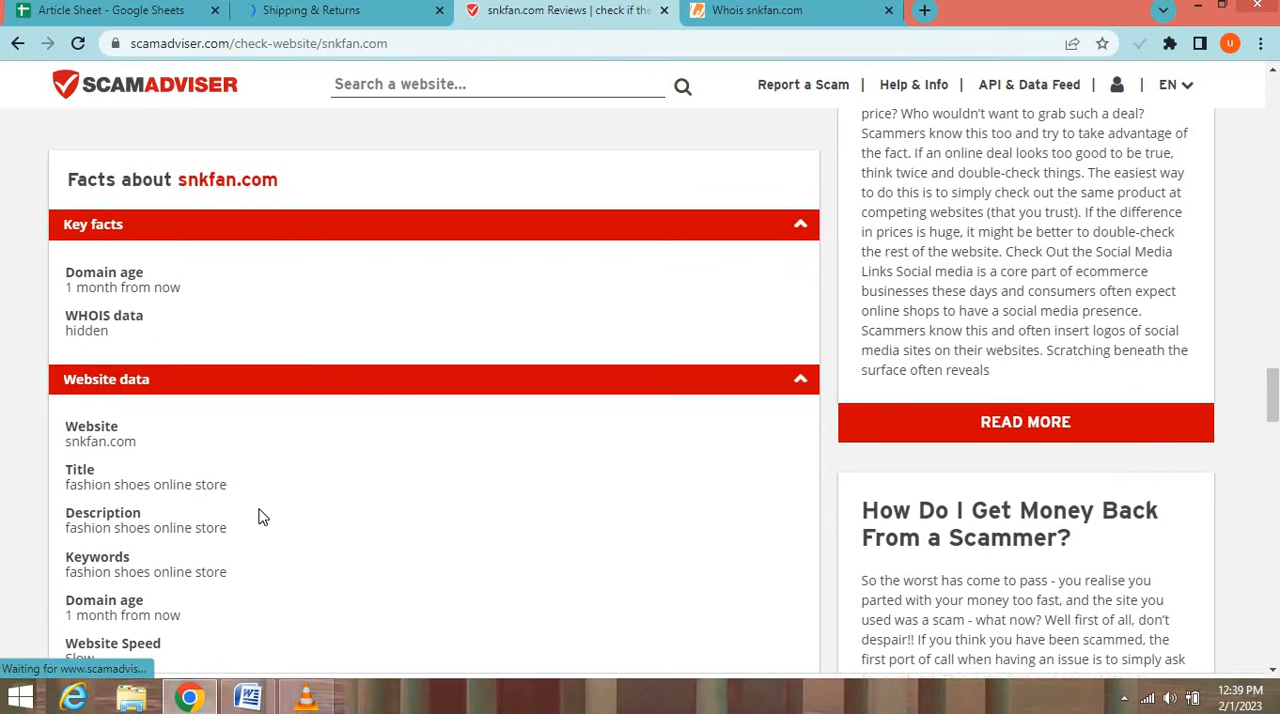 Article Sheet - Google Sheets
Shipping & Returns
snkfan.com Reviews | check if the
Whois snkfan.com
scamadviser.com/check-website/snkfan.com
U
SCAMADVISER
Search a website...
Report a Scam | Help & Info | API & Data Feed | | EN
Facts about snkfan.com
Key facts
Domain age
1 month from now
WHOIS data
hidden
Website data
Website
snkfan.com
Title
fashion shoes online store
Description
fashion shoes online store
Keywords
fashion shoes online store
Domain age
1 month from now
Website Speed
Slow
price? Who wouldn't want to grab such a deal?
Scammers know this too and try to take advantage of
the fact. If an online deal looks too good to be true,
think twice and double-check things. The easiest way
to do this is to simply check out the same product at
competing websites (that you trust). If the difference
in prices is huge, it might be better to double-check
the rest of the website. Check Out the Social Media
Links Social media is a core part of ecommerce
businesses these days and consumers often expect
online shops to have a social media presence.
Scammers know this and often insert logos of social
media sites on their websites. Scratching beneath the
surface often reveals
READ MORE
How Do I Get Money Back
From a Scammer?
So the worst has come to pass - you realise you
parted with your money too fast, and the site you
used was a scam - what now? Well first of all, don't
despair!! If you think you have been scammed, the
first port of call when having an issue is to simply ask
Waiting for www.scamadvis...
12:39 PM
2/1/2023